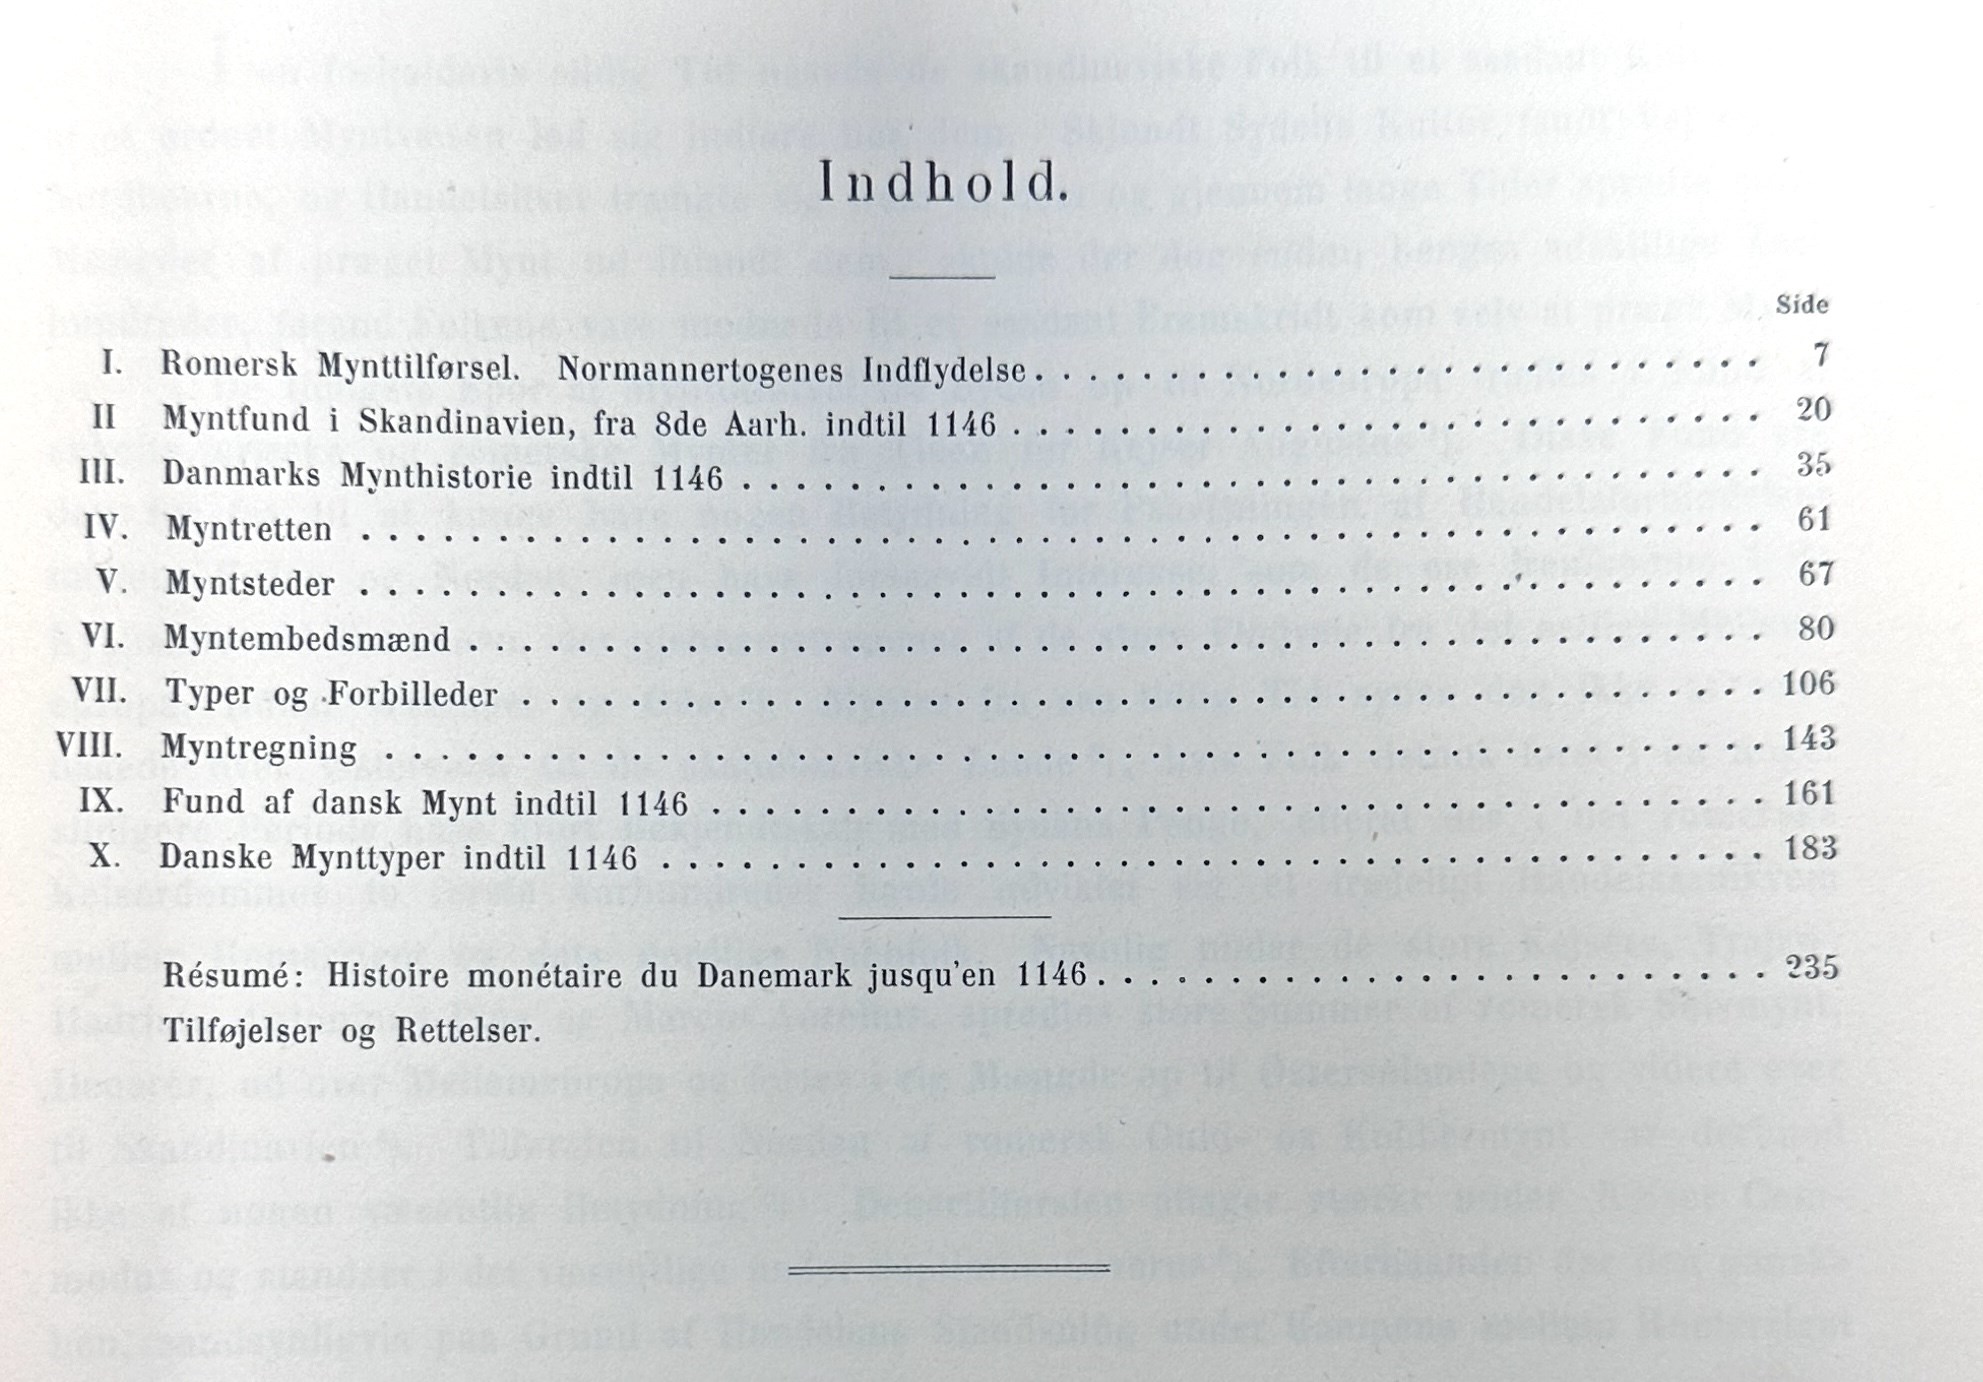 Indhold.
Side
I. Romersk Mynttilførsel. Normannertogenes Indflydelse. . . . . . . . . . . . . . . . . . . . . . . . . . . 7
II Myntfund i Skandinavien, fra 8de Aarh. indtil 1146 . . . . . . . . . . . . . . . . . . . . . . . . . . . . 20
III. Danmarks Mynthistorie indtil 1146 . . . . . . . . . . . . . . . . . . . . . . . . . . . . . . . . . . . . . . 35
IV. Myntretten . . . . . . . . . . . . . . . . . . . . . . . . . . . . . . . . . . . . . . . . . . . . . . . . . . . . 61
V. Myntsteder . . . . . . . . . . . . . . . . . . . . . . . . . . . . . . . . . . . . . . . . . . . . . . . . . . . . 67
VI. Myntembedsmænd . . . . . . . . . . . . . . . . . . . . . . . . . . . . . . . . . . . . . . . . . . . . . . . . 80
VII. Typer og Forbilleder . . . . . . . . . . . . . . . . . . . . . . . . . . . . . . . . . . . . . . . . . . . . . . 106
VIII. Myntregning . . . . . . . . . . . . . . . . . . . . . . . . . . . . . . . . . . . . . . . . . . . . . . . . . . . 143
IX. Fund af dansk Mynt indtil 1146 . . . . . . . . . . . . . . . . . . . . . . . . . . . . . . . . . . . . . . . 161
X. Danske Mynttyper indtil 1146 . . . . . . . . . . . . . . . . . . . . . . . . . . . . . . . . . . . . . . . . . 183
Résumé: Histoire monétaire du Danemark jusqu'en 1146. . . . . . . . . . . . . . . . . . . . . . . . . 235
Tilføjelser og Rettelser.